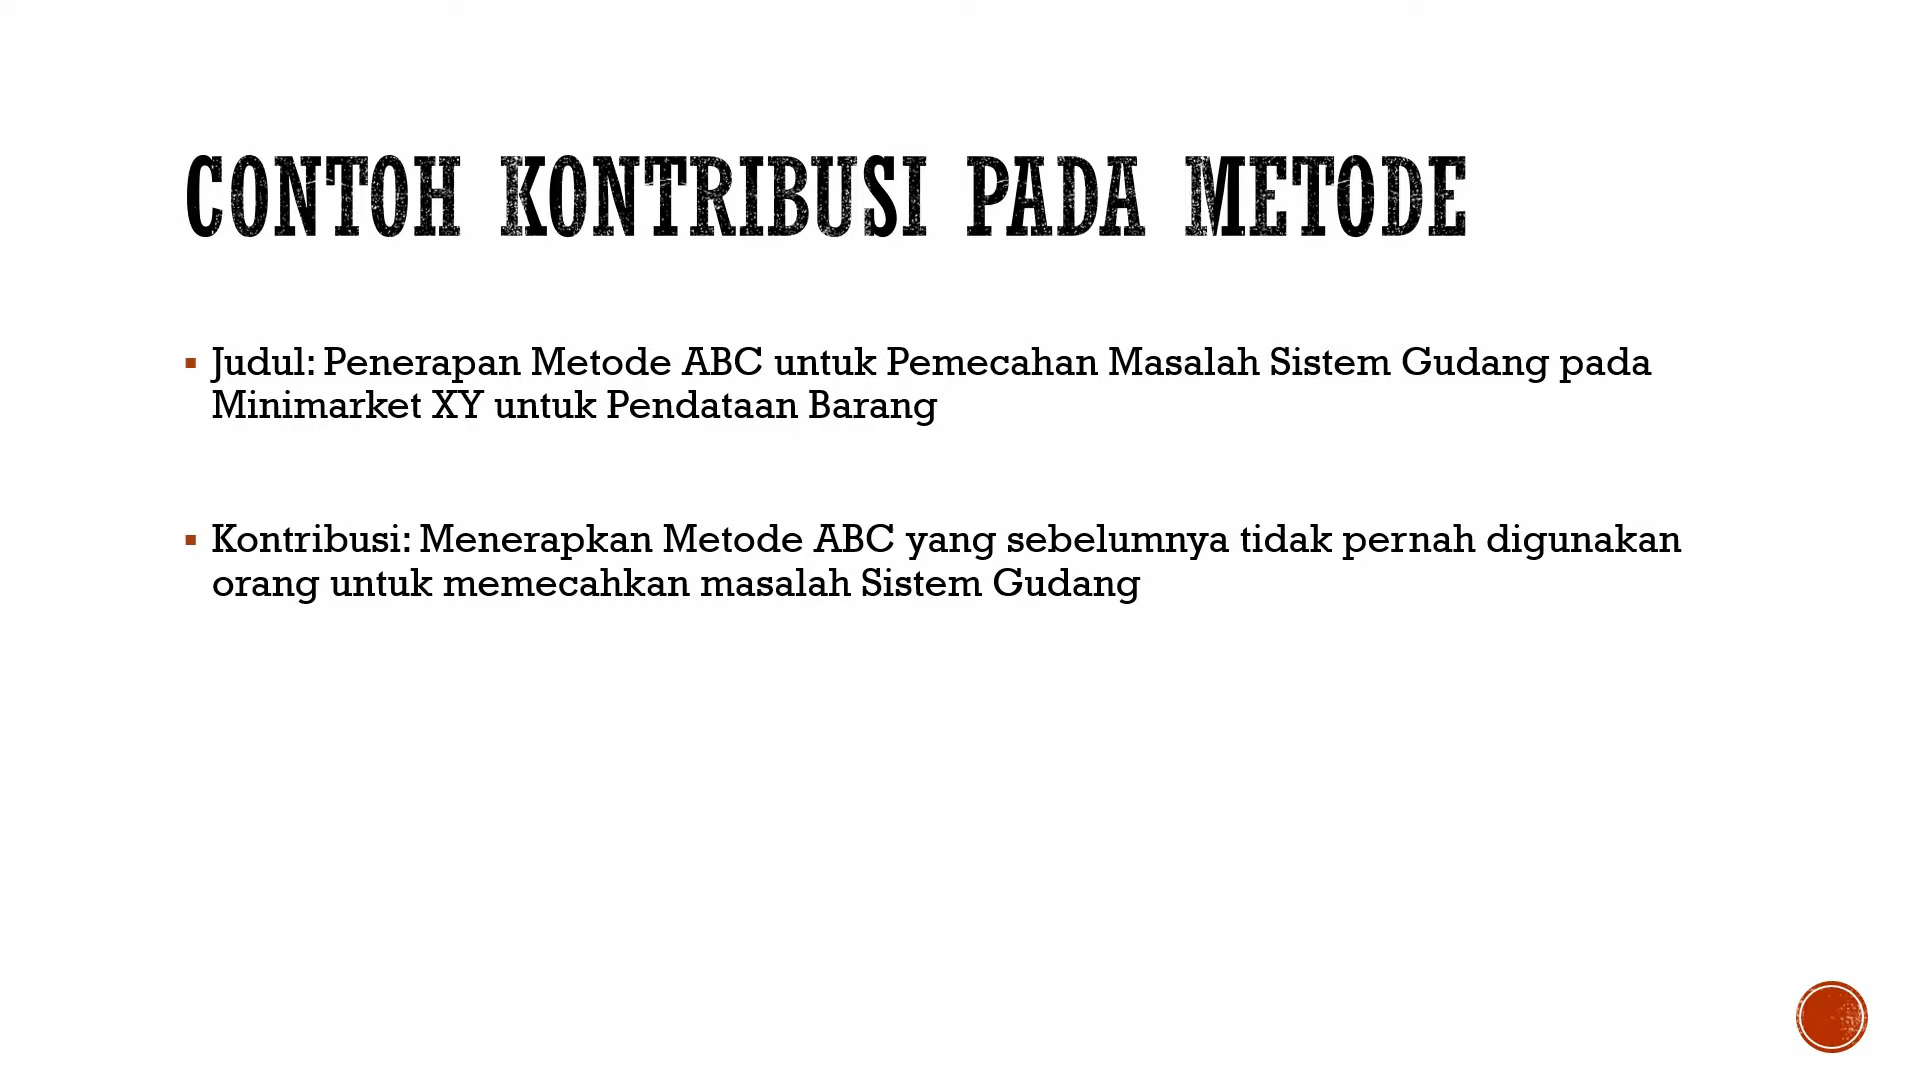 CONTOH KONTRIBUSI PADA METODE
▪ Judul: Penerapan Metode ABC untuk Pemecahan Masalah Sistem Gudang pada
Minimarket XY untuk Pendataan Barang
▪ Kontribusi: Menerapkan Metode ABC yang sebelumnya tidak pernah digunakan
orang untuk memecahkan masalah Sistem Gudang